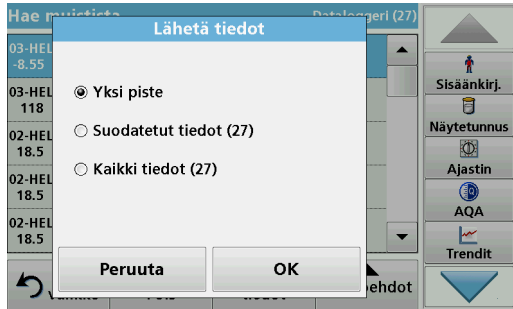 Hae muistista
Dataloggeri (27)
Lähetä tiedot
03-HEL
-8.55
03-HEL
118
02-HEL
18.5
02-HEL
18.5
02-HEL
18.5
Yksi piste
Suodatetut tiedot (27)
Kaikki tiedot (27)
Peruuta
OK
Sisäänkirj.
Näytetunnus
Ajastin
AQA
Trendit